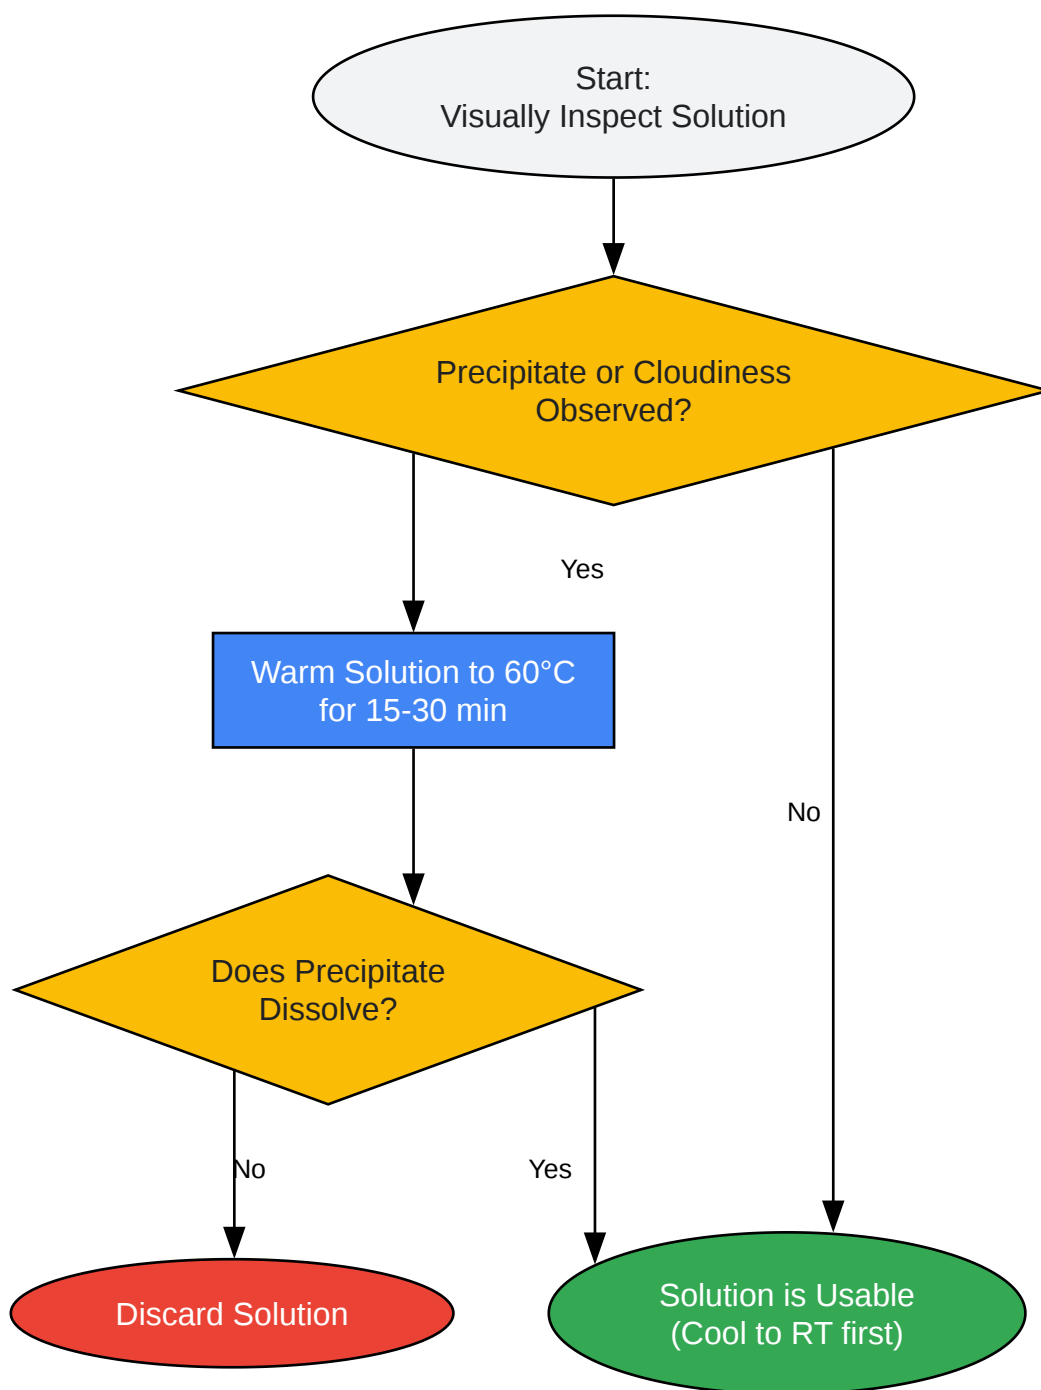 Start:
Visually Inspect Solution
Precipitate or Cloudiness
Observed?
Yes
Warm Solution to 60°C
for 15-30 min
No
Does Precipitate
Dissolve?
No
Yes
Discard Solution
Solution is Usable
(Cool to RT first)